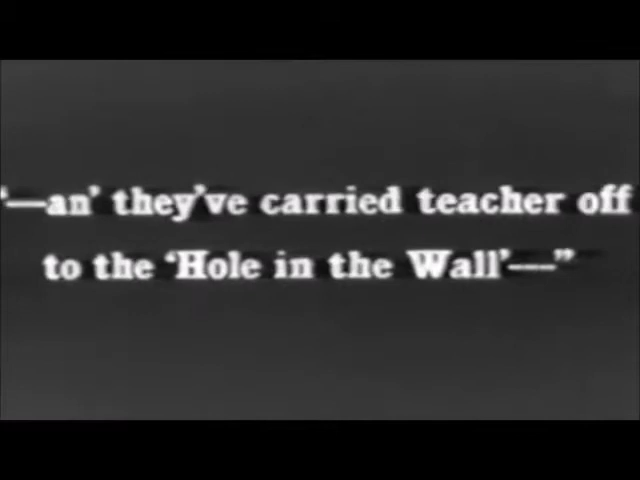 “—an’ they’ve carried teacher off
to the ‘Hole in the Wall’—–”